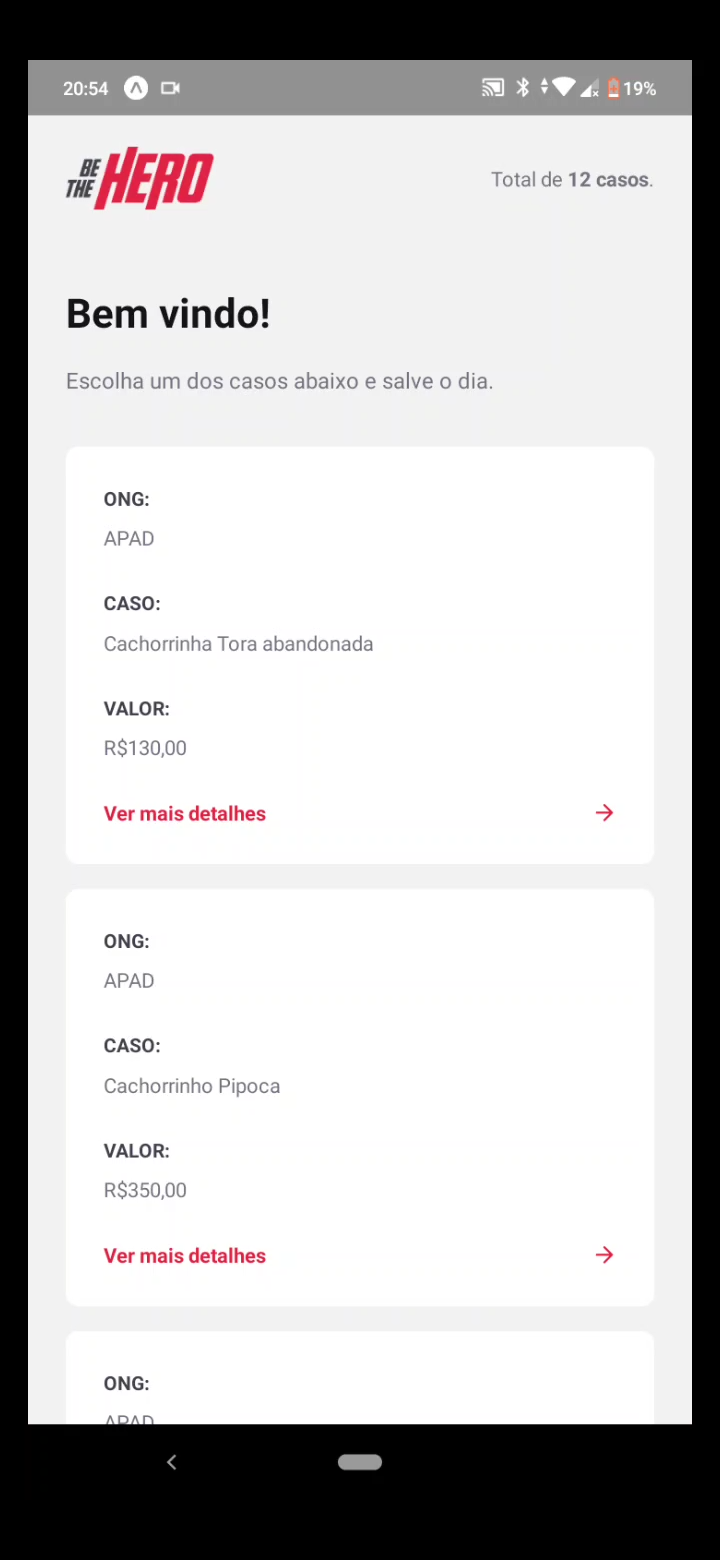 20:54
19%
BE THE HERO
Total de 12 casos.
Bem vindo!
Escolha um dos casos abaixo e salve o dia.
ONG:
APAD
CASO:
Cachorrinha Tora abandonada
VALOR:
R$130,00
Ver mais detalhes
ONG:
APAD
CASO:
Cachorrinho Pipoca
VALOR:
R$350,00
Ver mais detalhes
ONG:
APAD